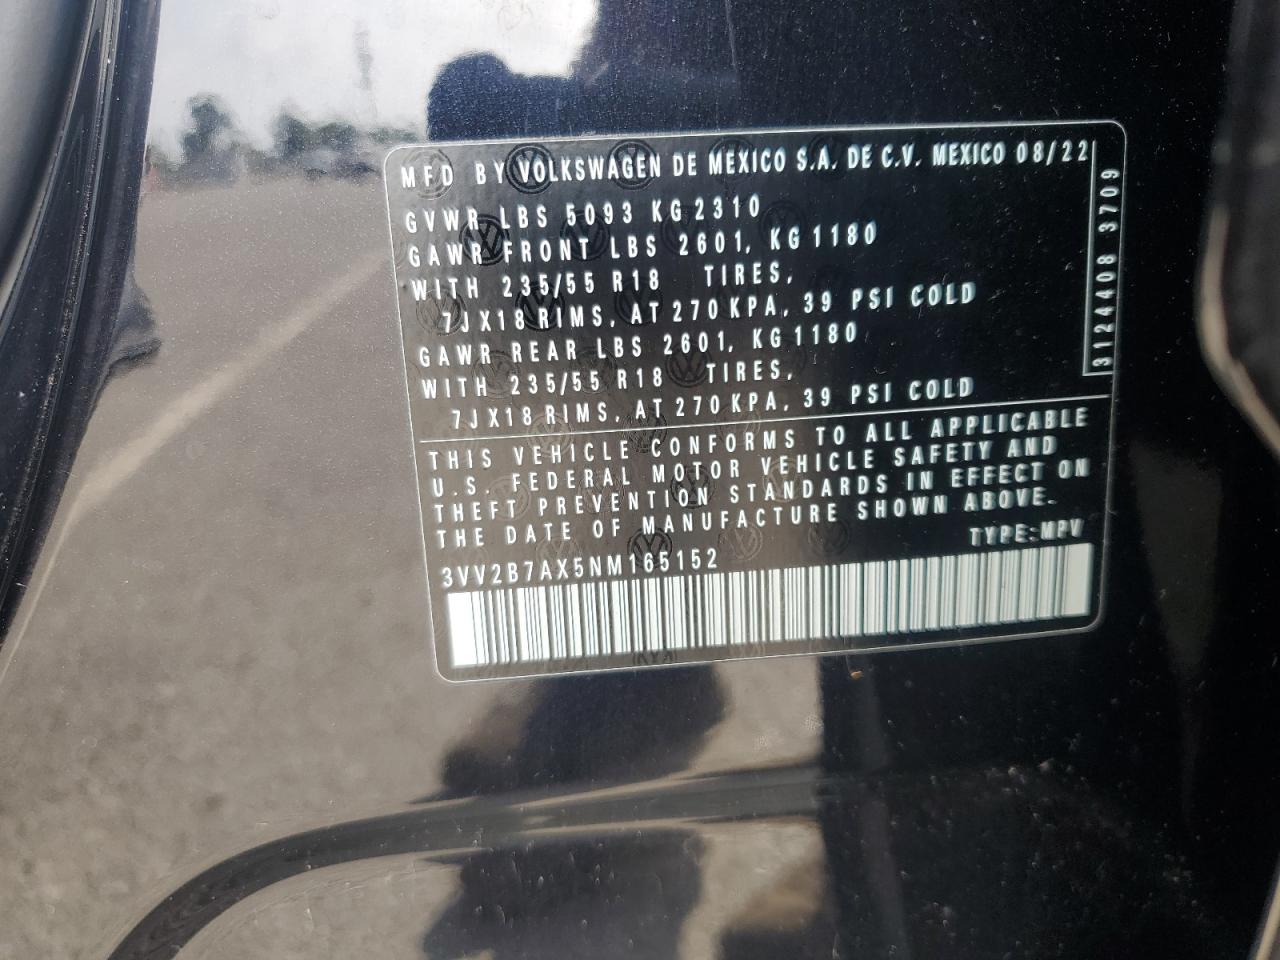 MFD BY VOLKSWAGEN DE MEXICO S.A. DE C.V. MEXICO 08/22
GVWR LBS 5093 KG 2310
GAWR FRONT LBS 2601, KG 1180
WITH 235/55 R18 TIRES,
7JX18 RIMS, AT 270 KPA, 39 PSI COLD
GAWR REAR LBS 2601, KG 1180
WITH 235/55 R18 TIRES,
7JX18 RIMS, AT 270 KPA, 39 PSI COLD
3124408 3709
THIS VEHICLE CONFORMS TO ALL APPLICABLE
U.S. FEDERAL MOTOR VEHICLE SAFETY AND
THEFT PREVENTION STANDARDS IN EFFECT ON
THE DATE OF MANUFACTURE SHOWN ABOVE.
TYPE: MPV
3VV2B7AX5NM165152